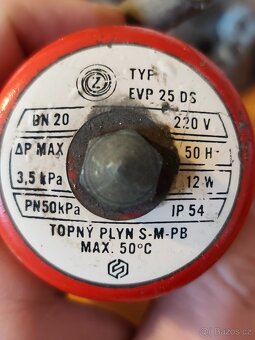 TYP
EVP 25 DS
BN 20 220 V
ΔP MAX 50 H
3,5 kPa 12 W
PN50kPa IP 54
TOPNÝ PLYN S-M-PB
MAX. 50°C